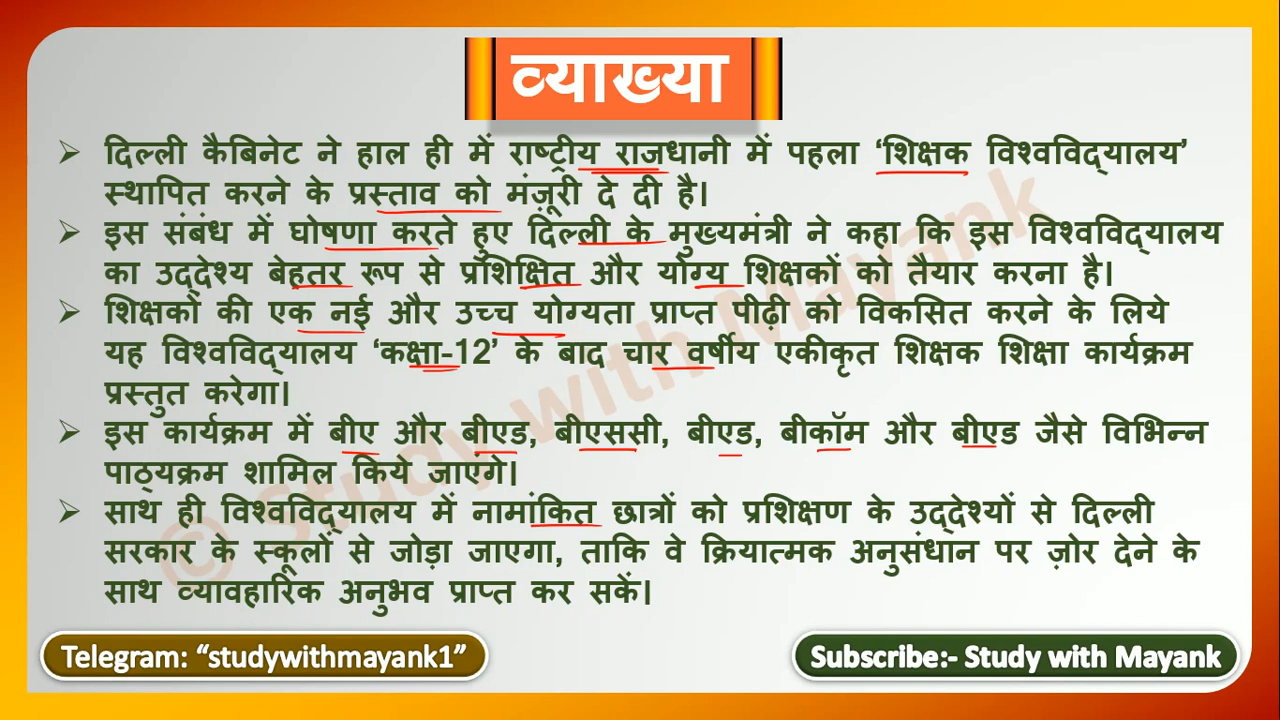 व्याख्या
➢ दिल्ली कैबिनेट ने हाल ही में राष्ट्रीय राजधानी में पहला ‘शिक्षक विश्वविद्यालय’
स्थापित करने के प्रस्ताव को मंज़ूरी दे दी है।
➢ इस संबंध में घोषणा करते हुए दिल्ली के मुख्यमंत्री ने कहा कि इस विश्वविद्यालय
का उद्देश्य बेहतर रूप से प्रशिक्षित और योग्य शिक्षकों को तैयार करना है।
➢ शिक्षकों की एक नई और उच्च योग्यता प्राप्त पीढ़ी को विकसित करने के लिये
यह विश्वविद्यालय ‘कक्षा-12’ के बाद चार वर्षीय एकीकृत शिक्षक शिक्षा कार्यक्रम
प्रस्तुत करेगा।
➢ इस कार्यक्रम में बीए और बीएड, बीएससी, बीएड, बीकॉम और बीएड जैसे विभिन्न
पाठ्यक्रम शामिल किये जाएंगे।
➢ साथ ही विश्वविद्यालय में नामांकित छात्रों को प्रशिक्षण के उद्देश्यों से दिल्ली
सरकार के स्कूलों से जोड़ा जाएगा, ताकि वे क्रियात्मक अनुसंधान पर ज़ोर देने के
साथ व्यावहारिक अनुभव प्राप्त कर सकें।
© Study with Mayank
Telegram: “studywithmayank1”
Subscribe:- Study with Mayank